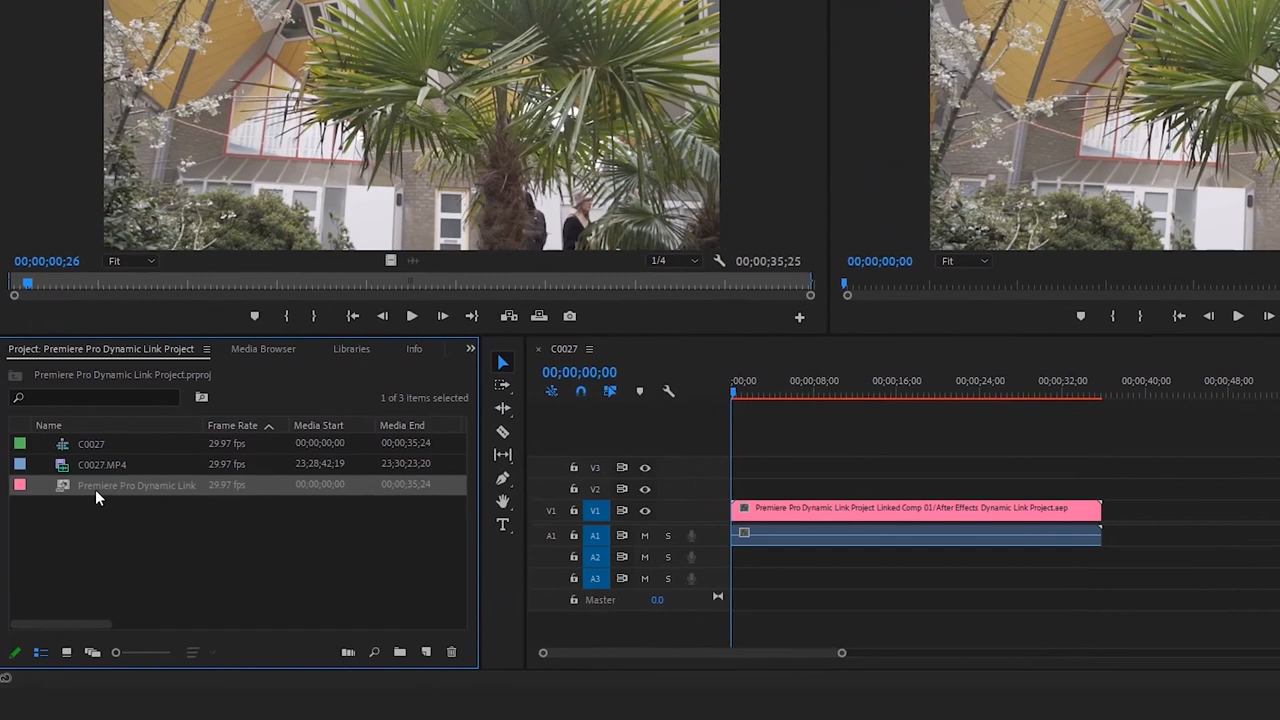 00;00;00;26 Fit 1/4 00;00;35;25
00;00;00;00 Fit
Project: Premiere Pro Dynamic Link Project Media Browser Libraries Info
Premiere Pro Dynamic Link Project.prproj
1 of 3 items selected
Name Frame Rate Media Start Media End
C0027 29.97 fps 00;00;00;00 00;00;35;24
C0027.MP4 29.97 fps 23;28;42;19 23;30;23;20
Premiere Pro Dynamic Link 29.97 fps 00;00;00;00 00;00;35;24
C0027
00;00;00;00
;00;00 00;00;08;00 00;00;16;00 00;00;24;00 00;00;32;00 00;00;40;00 00;00;48;00
V3
V2
V1 V1 Premiere Pro Dynamic Link Project Linked Comp 01/After Effects Dynamic Link Project.aep
A1 A1 M S
A2 M S
A3 M S
Master 0.0